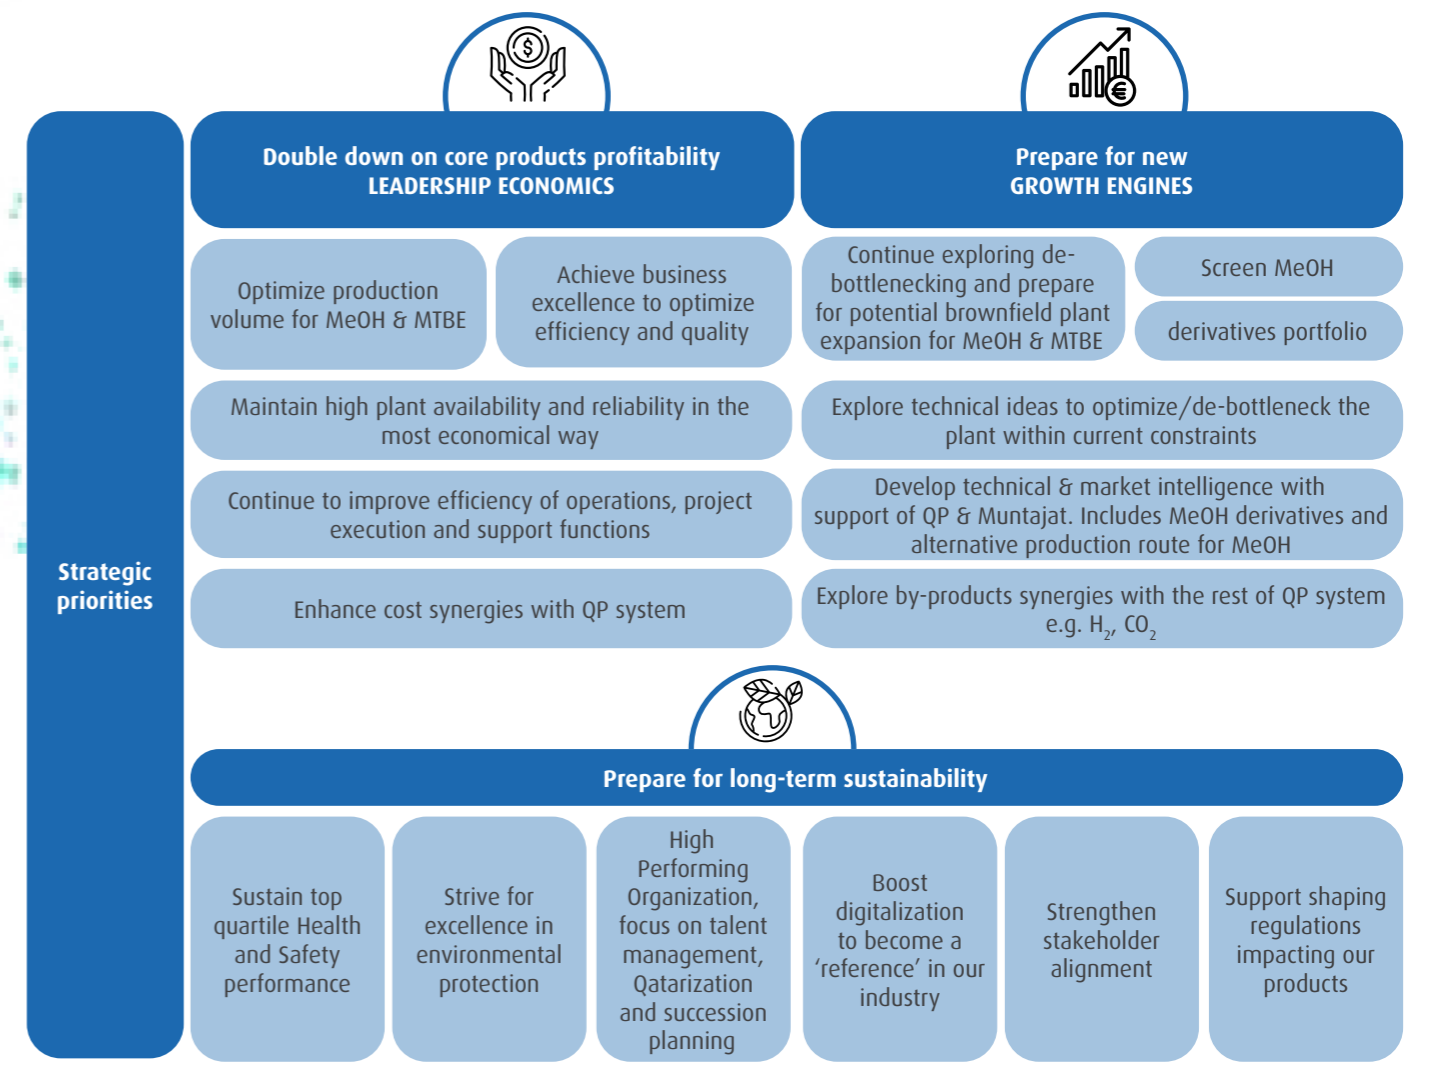 Double down on core products profitability
LEADERSHIP ECONOMICS
Prepare for new
GROWTH ENGINES
Strategic
priorities
Optimize production
volume for MeOH & MTBE
Achieve business
excellence to optimize
efficiency and quality
Continue exploring de-
bottlenecking and prepare
for potential brownfield plant
expansion for MeOH & MTBE
Screen MeOH
derivatives portfolio
Maintain high plant availability and reliability in the
most economical way
Explore technical ideas to optimize/de-bottleneck the
plant within current constraints
Continue to improve efficiency of operations, project
execution and support functions
Develop technical & market intelligence with
support of QP & Muntajat. Includes MeOH derivatives and
alternative production route for MeOH
Enhance cost synergies with QP system
Explore by-products synergies with the rest of QP system
e.g. H₂, CO₂
Prepare for long-term sustainability
Sustain top
quartile Health
and Safety
performance
Strive for
excellence in
environmental
protection
High
Performing
Organization,
focus on talent
management,
Qatarization
and succession
planning
Boost
digitalization
to become a
‘reference’ in our
industry
Strengthen
stakeholder
alignment
Support shaping
regulations
impacting our
products